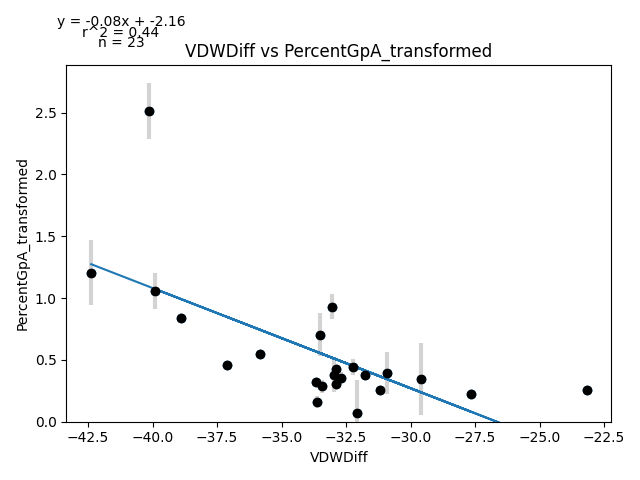 y = -0.08x + -2.16
r^2 = 0.44
n = 23
VDWDiff vs PercentGpA_transformed
PercentGpA_transformed
2.5
2.0
1.5
1.0
0.5
0.0
−42.5 −40.0 −37.5 −35.0 −32.5 −30.0 −27.5 −25.0 −22.5
VDWDiff